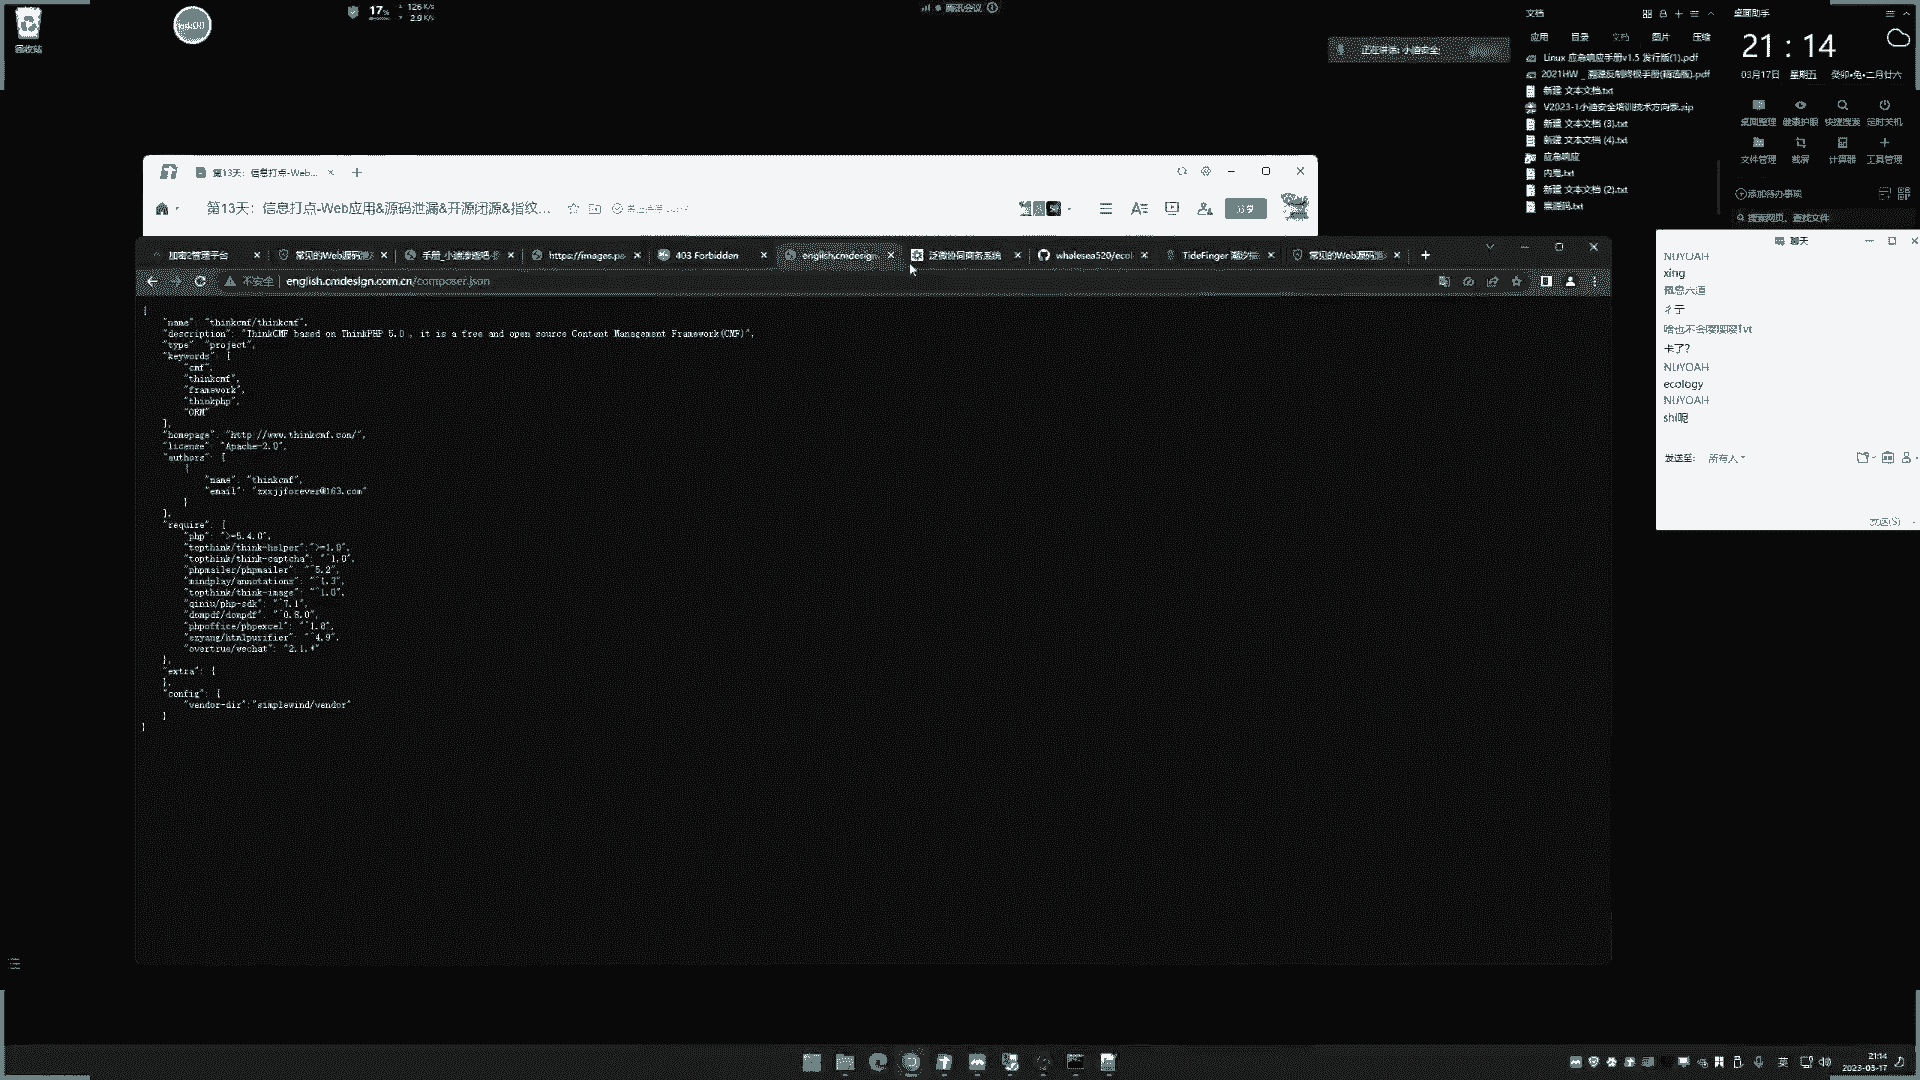 回收站
17%
126 K/s
2.9 K/s
腾讯会议
正在讲话: 小迪安全;
文档
应用 目录 文档 图片 压缩
Linux 应急响应手册v1.5 发行版(1).pdf
2021HW _ 溯源反制终极手册(精选版).pdf
新建 文本文档.txt
V2023-1小迪安全培训技术方向表.zip
新建 文本文档 (3).txt
新建 文本文档 (4).txt
应急响应
内鬼.txt
新建 文本文档 (2).txt
桌面助手
21 : 14
03月17日 星期五 癸卯•兔•二月廿六
桌面整理 健康护眼 快速搜索 定时关机
文件管理 截屏 计算器 工具管理
添加待办事项
搜索网页、查找文件
第13天：信息打点-Web...
第13天：信息打点-Web应用&源码泄漏&开源闭源&指纹...
分享
加密2管理平台
常见的Web源码泄
手册_小迪渗透吧-
https://images.pa
403 Forbidden
english.cmdesign
泛微协同商务系统
whalesea520/ecol
TideFinger 潮汐
常见的Web源码泄
不安全 english.cmdesign.com.cn/composer.json
{
"name": "thinkcmf/thinkcmf",
"description": "ThinkCMF based on ThinkPHP 5.0 , it is a free and open source Content Management Framework(CMF)",
"type": "project",
"keywords": [
"cmf",
"thinkcmf",
"framework",
"thinkphp",
"ORM"
],
"homepage": "http://www.thinkcmf.com/",
"license": "Apache-2.0",
"authors": [
{
"name": "thinkcmf",
"email": "zxxjjforever@163.com"
}
],
"require": {
"php": ">=5.4.0",
"topthink/think-helper":">=1.0",
"topthink/think-captcha": "^1.0",
"phpmailer/phpmailer": "^5.2",
"mindplay/annotations": "^1.3",
"topthink/think-image": "^1.0",
"qiniu/php-sdk": "^7.1",
"dompdf/dompdf": "^0.8.0",
"phpoffice/phpexcel": "^1.8",
"ezyang/htmlpurifier": "^4.9",
"overtrue/wechat": "2.1.*"
},
"extra": {
},
"config": {
"vendor-dir":"simplewind/vendor"
}
}
聊天
NUYOAH
xing
彳亍
啥也不会嘤嘤嘤Tvt
卡了?
NUYOAH
ecology
NUYOAH
shi呢
发送至: 所有人
发送(S)
英
21:14
2023-03-17